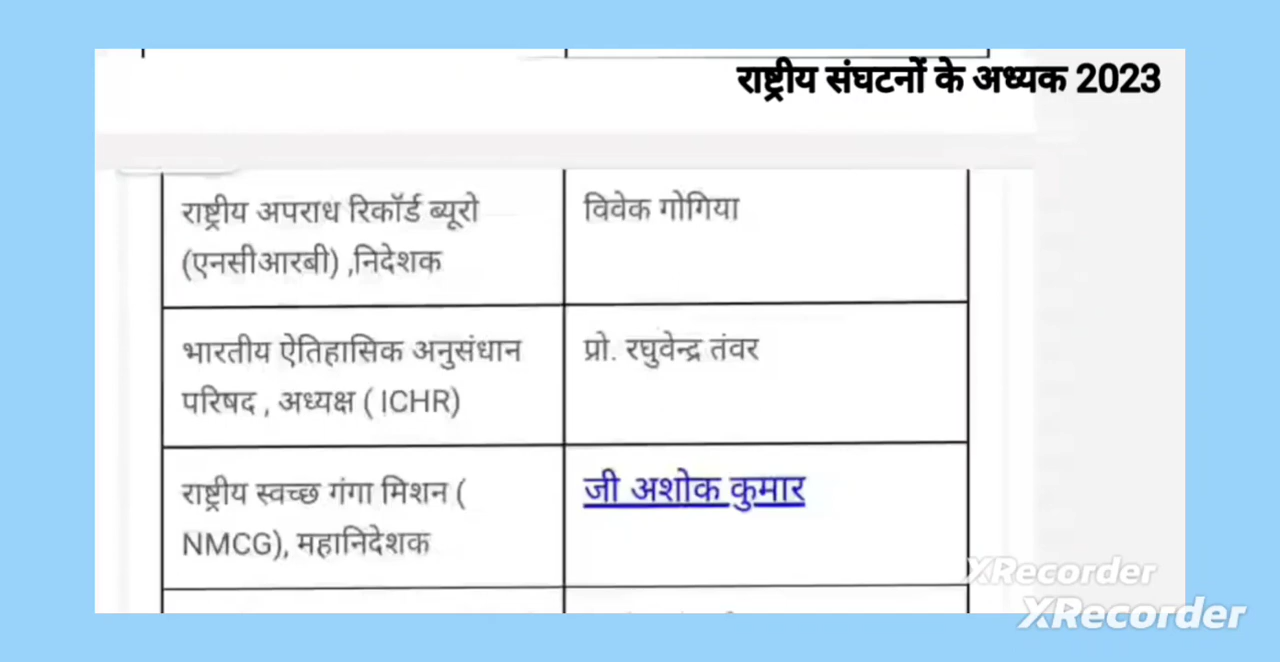 राष्ट्रीय संघटनों के अध्यक 2023
राष्ट्रीय अपराध रिकॉर्ड ब्यूरो
(एनसीआरबी) ,निदेशक
विवेक गोगिया
भारतीय ऐतिहासिक अनुसंधान
परिषद , अध्यक्ष ( ICHR)
प्रो. रघुवेन्द्र तंवर
राष्ट्रीय स्वच्छ गंगा मिशन (
NMCG), महानिदेशक
जी अशोक कुमार
XRecorder
XRecorder